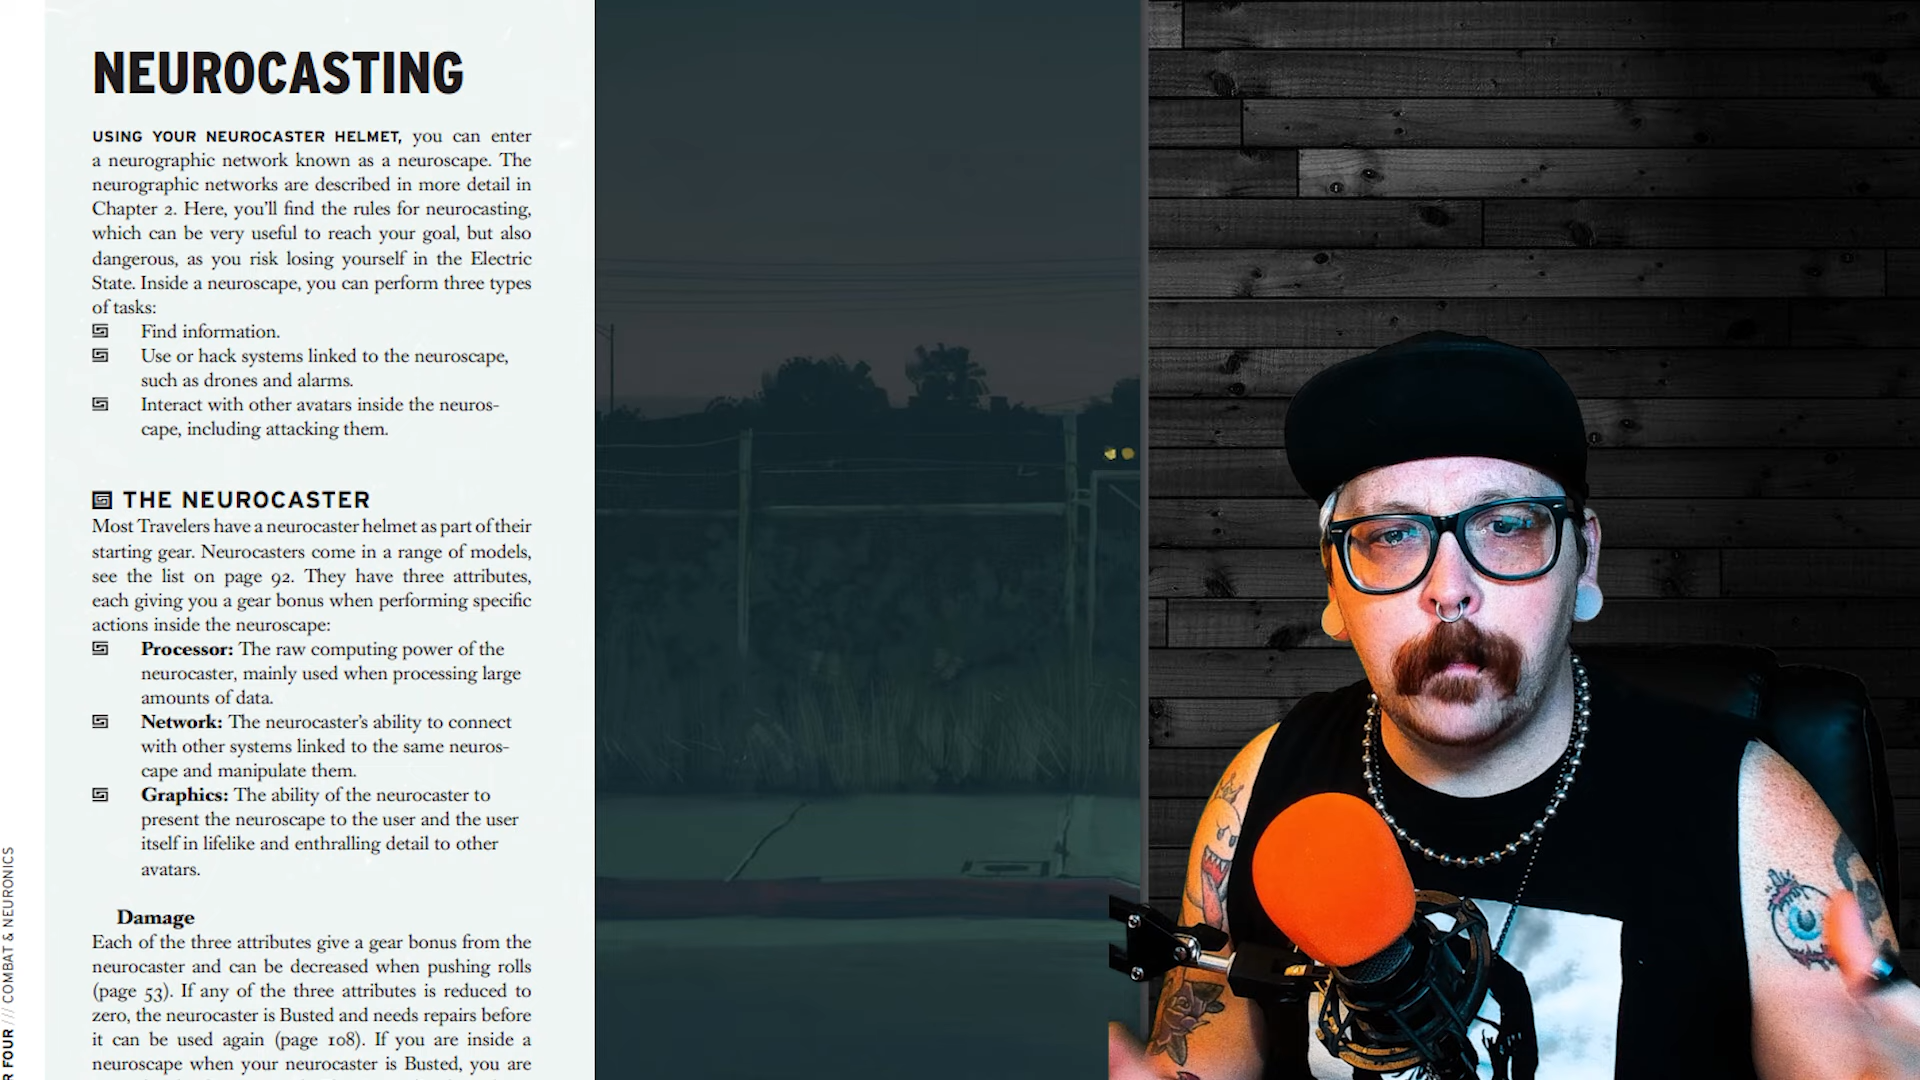 NEUROCASTING
USING YOUR NEUROCASTER HELMET, you can enter
a neurographic network known as a neuroscape. The
neurographic networks are described in more detail in
Chapter 2. Here, you'll find the rules for neurocasting,
which can be very useful to reach your goal, but also
dangerous, as you risk losing yourself in the Electric
State. Inside a neuroscape, you can perform three types
of tasks:
Find information.
Use or hack systems linked to the neuroscape,
such as drones and alarms.
Interact with other avatars inside the neuros-
cape, including attacking them.
THE NEUROCASTER
Most Travelers have a neurocaster helmet as part of their
starting gear. Neurocasters come in a range of models,
see the list on page 92. They have three attributes,
each giving you a gear bonus when performing specific
actions inside the neuroscape:
Processor: The raw computing power of the
neurocaster, mainly used when processing large
amounts of data.
Network: The neurocaster's ability to connect
with other systems linked to the same neuros-
cape and manipulate them.
Graphics: The ability of the neurocaster to
present the neuroscape to the user and the user
itself in lifelike and enthralling detail to other
avatars.
Damage
Each of the three attributes give a gear bonus from the
neurocaster and can be decreased when pushing rolls
(page 53). If any of the three attributes is reduced to
zero, the neurocaster is Busted and needs repairs before
it can be used again (page 108). If you are inside a
neuroscape when your neurocaster is Busted, you are
R FOUR /// COMBAT & NEURONICS